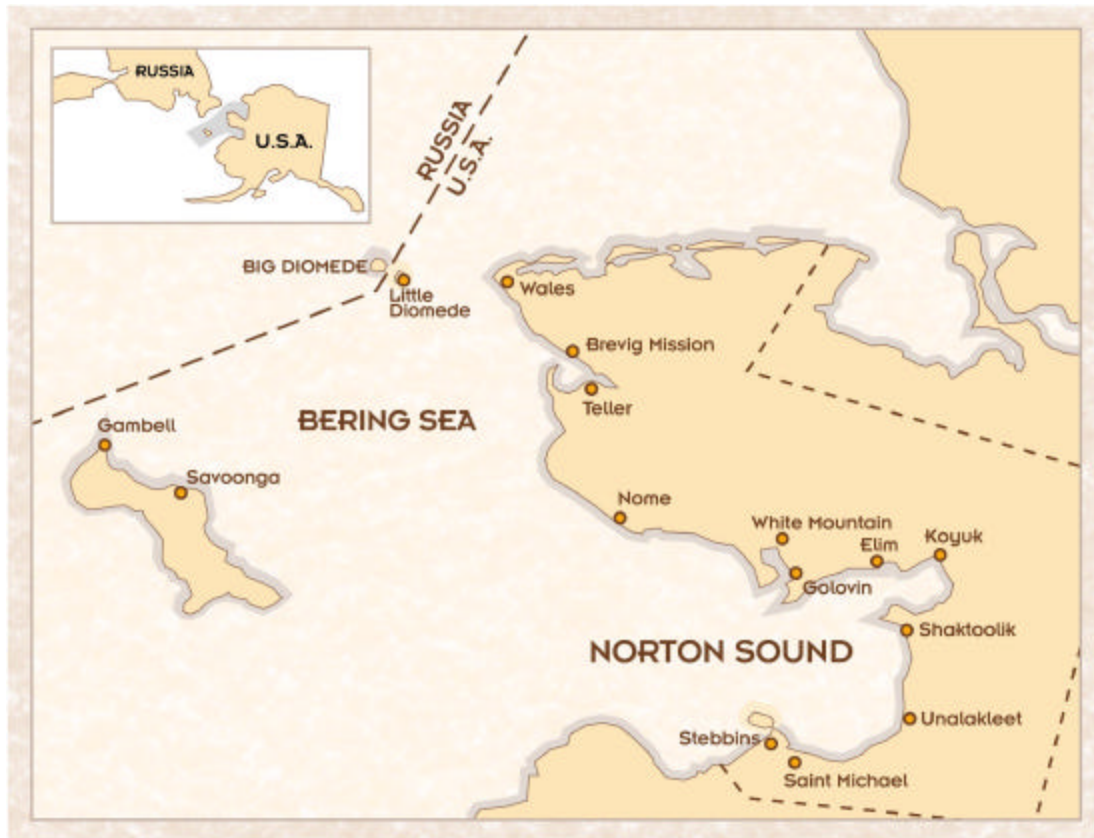 RUSSIA
U.S.A.
RUSSIA
U.S.A.
BIG DIOMEDE
Little
Diomede
Wales
Brevig Mission
Teller
BERING SEA
Gambell
Savoonga
Nome
White Mountain
Elim
Koyuk
Golovin
Shaktoolik
NORTON SOUND
Unalakleet
Stebbins
Saint Michael